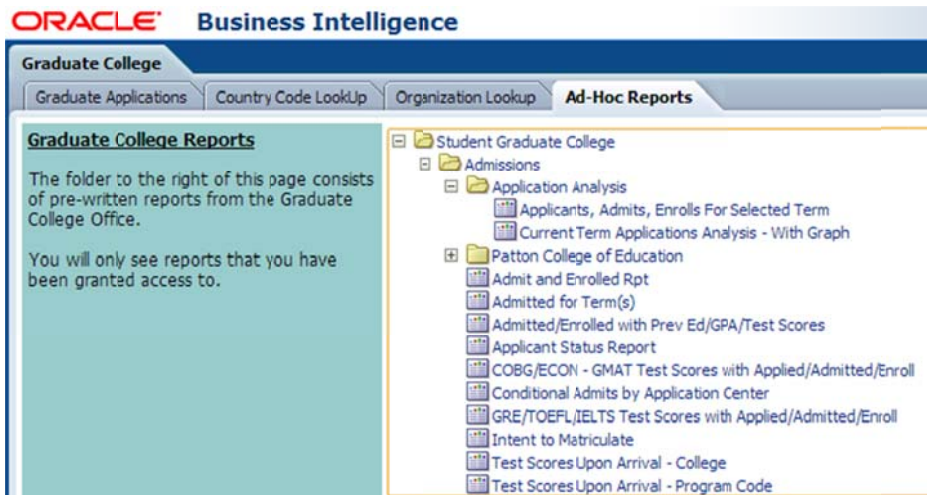 ORACLE Business Intelligence
Graduate College
Graduate Applications Country Code LookUp Organization Lookup Ad-Hoc Reports
Graduate College Reports
The folder to the right of this page consists
of pre-written reports from the Graduate
College Office.
You will only see reports that you have
been granted access to.
Student Graduate College
Admissions
Application Analysis
Applicants, Admits, Enrolls For Selected Term
Current Term Applications Analysis - With Graph
Patton College of Education
Admit and Enrolled Rpt
Admitted for Term(s)
Admitted/Enrolled with Prev Ed/GPA/Test Scores
Applicant Status Report
COBG/ECON - GMAT Test Scores with Applied/Admitted/Enroll
Conditional Admits by Application Center
GRE/TOEFL/IELTS Test Scores with Applied/Admitted/Enroll
Intent to Matriculate
Test Scores Upon Arrival - College
Test Scores Upon Arrival - Program Code